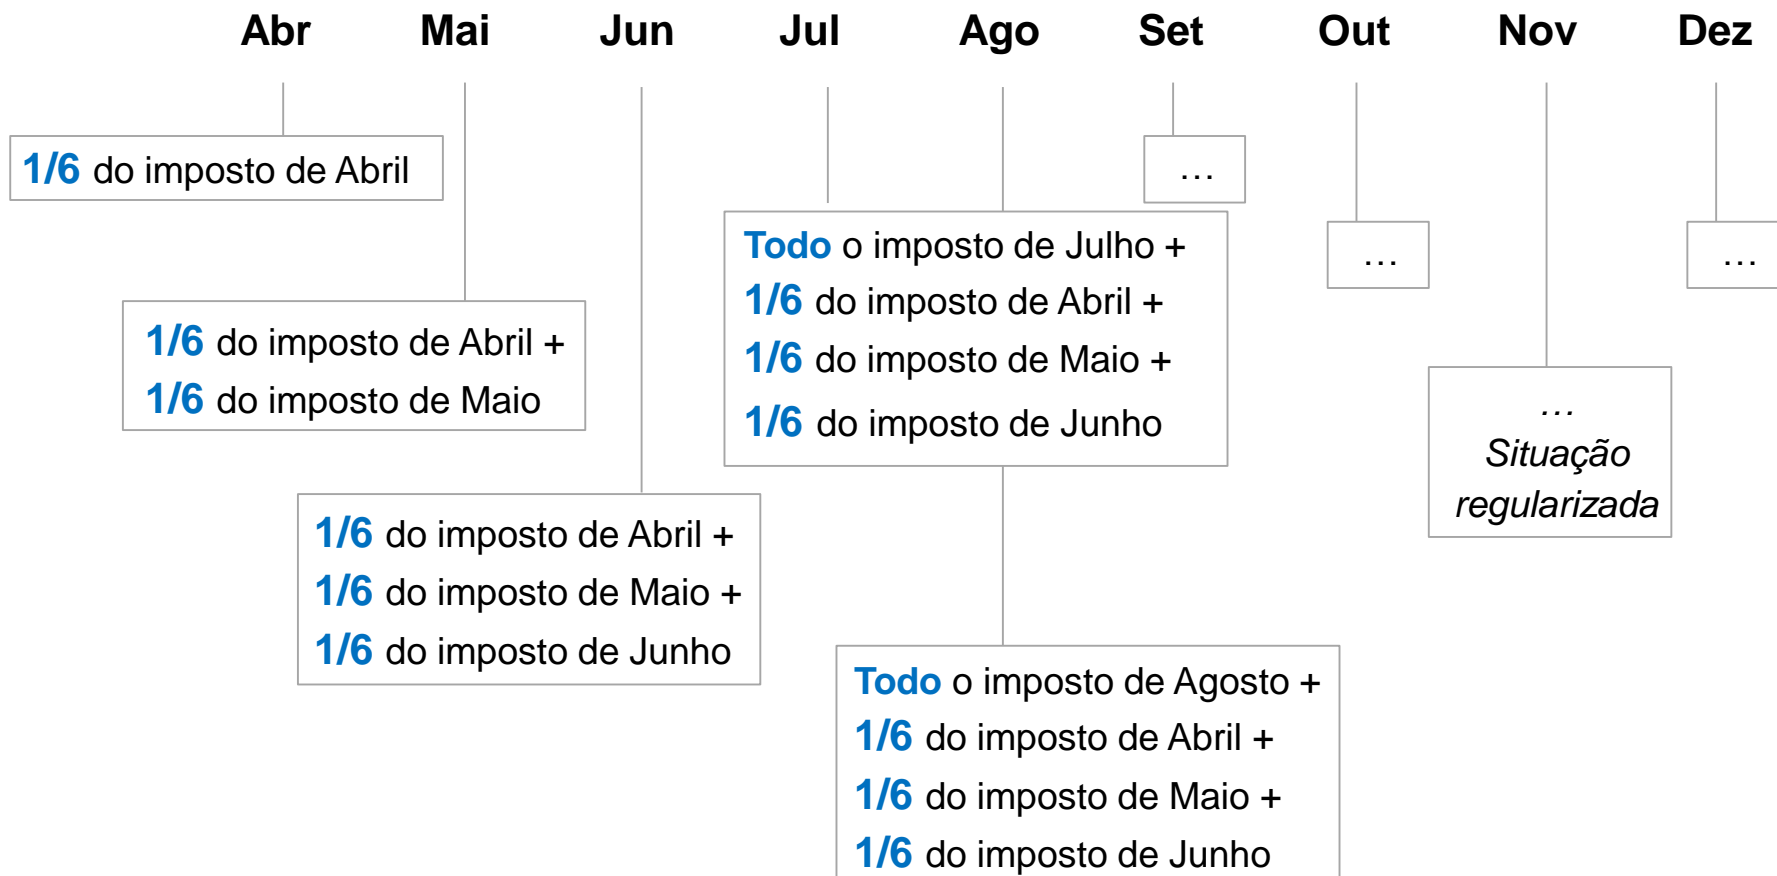 Abr Mai Jun Jul Ago Set Out Nov Dez
1/6 do imposto de Abril
1/6 do imposto de Abril +
1/6 do imposto de Maio
1/6 do imposto de Abril +
1/6 do imposto de Maio +
1/6 do imposto de Junho
Todo o imposto de Julho +
1/6 do imposto de Abril +
1/6 do imposto de Maio +
1/6 do imposto de Junho
Todo o imposto de Agosto +
1/6 do imposto de Abril +
1/6 do imposto de Maio +
1/6 do imposto de Junho
…
…
…
Situação
regularizada
…